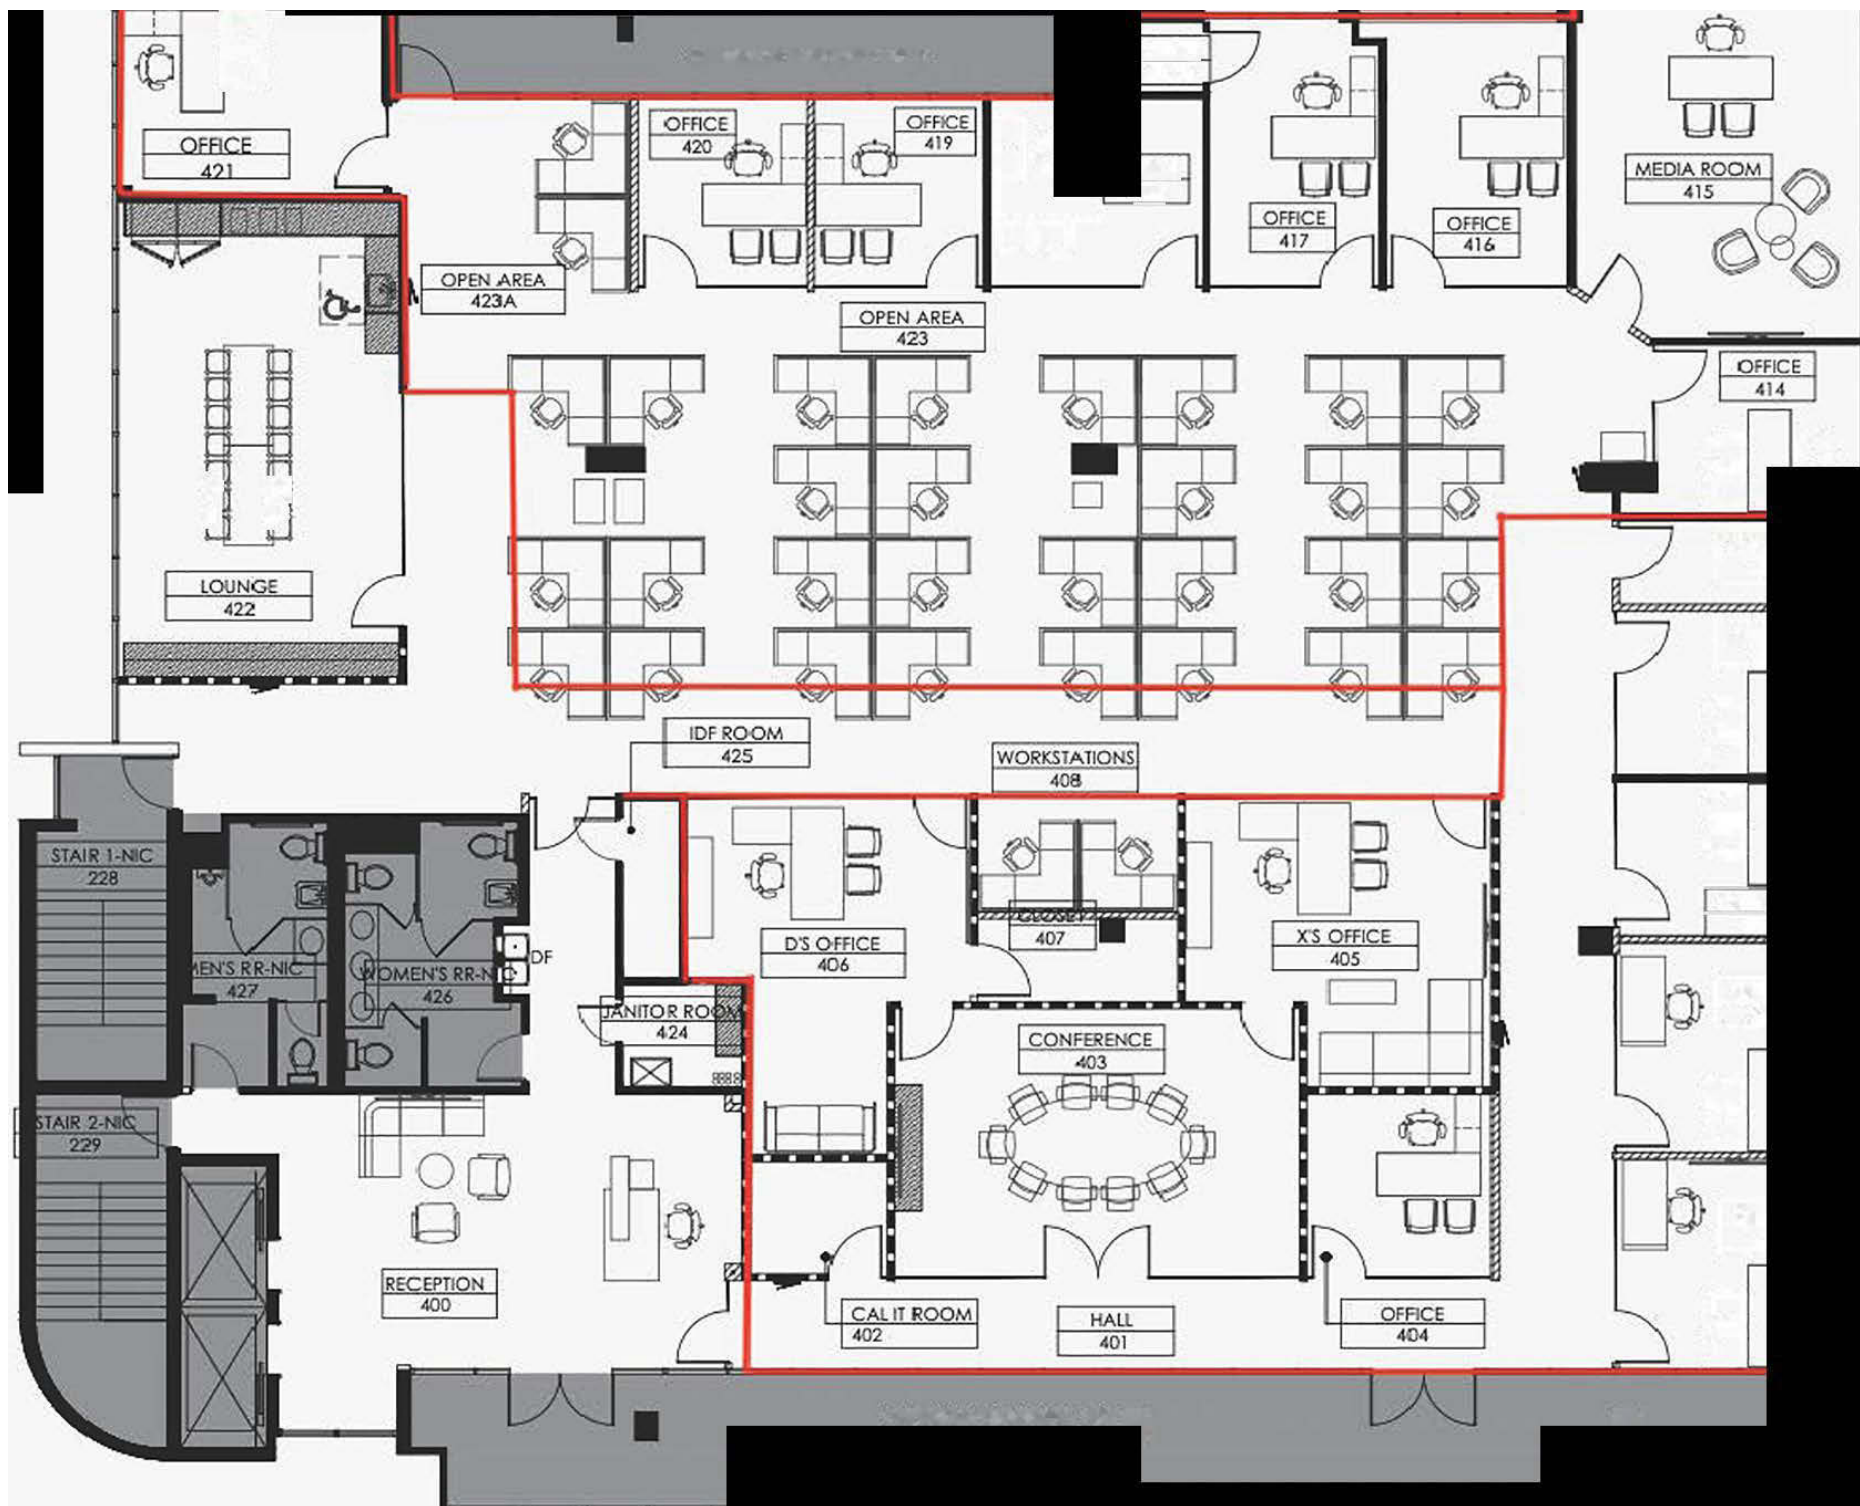 OFFICE
421
OFFICE
420
OFFICE
419
OFFICE
417
OFFICE
416
MEDIA ROOM
415
OPEN AREA
423A
OPEN AREA
423
OFFICE
414
LOUNGE
422
IDF ROOM
425
WORKSTATIONS
408
STAIR 1-NIC
228
MEN'S RR-NIC
427
WOMEN'S RR-NIC
426
DF
D'S OFFICE
406
CLOSET
407
X'S OFFICE
405
JANITOR ROOM
424
CONFERENCE
403
STAIR 2-NIC
229
RECEPTION
400
CAL IT ROOM
402
HALL
401
OFFICE
404